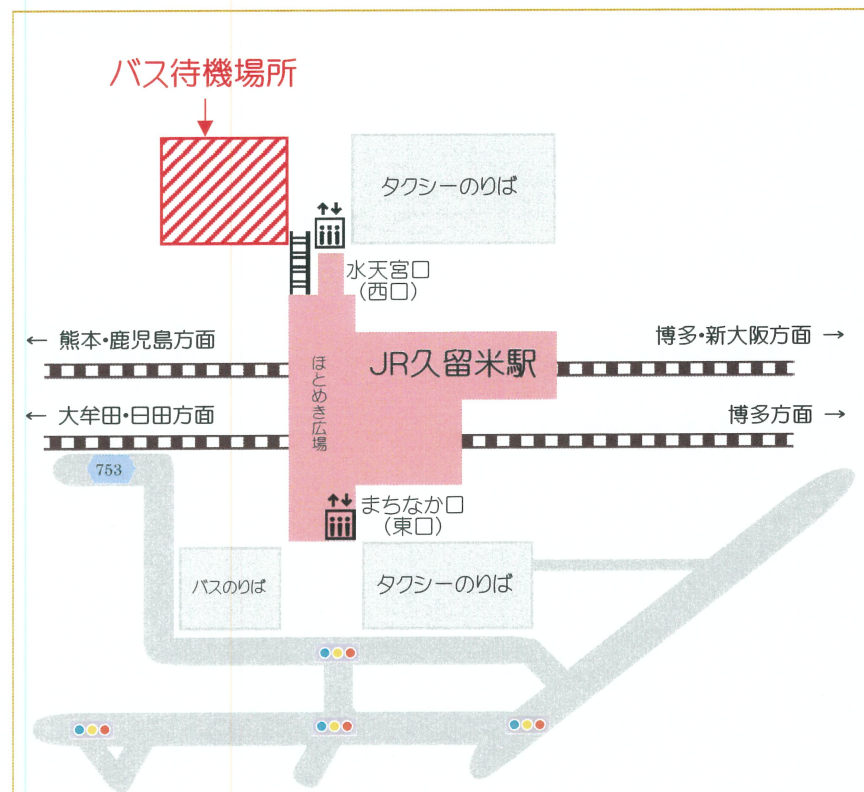 バス待機場所
タクシーのりば
水天宮口
(西口)
← 熊本・鹿児島方面
博多・新大阪方面 →
JR久留米駅
ほとめき広場
← 大牟田・日田方面
博多方面 →
753
まちなか口
(東口)
バスのりば
タクシーのりば